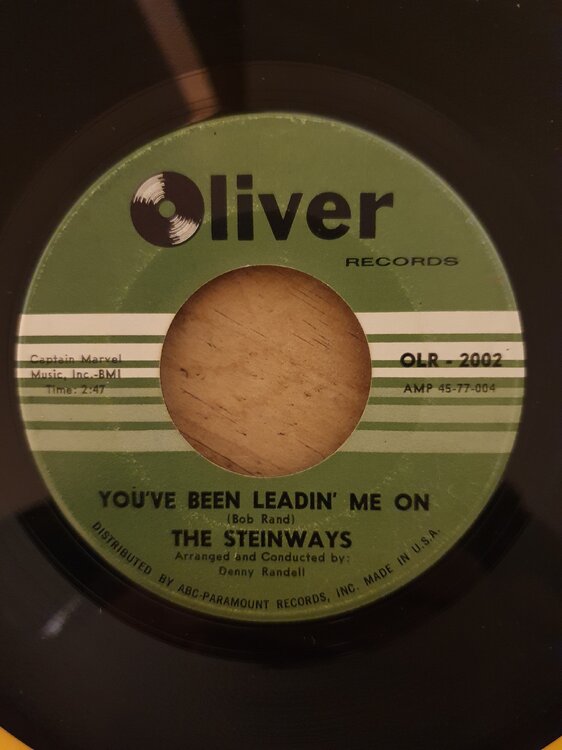 Oliver
RECORDS
Captain Marvel
Music, Inc.-BMI
Time: 2:47
OLR - 2002
AMP 45-77-004
YOU'VE BEEN LEADIN' ME ON
(Bob Rand)
THE STEINWAYS
Arranged and Conducted by:
Denny Randell
DISTRIBUTED BY ABC-PARAMOUNT RECORDS, INC. MADE IN U.S.A.